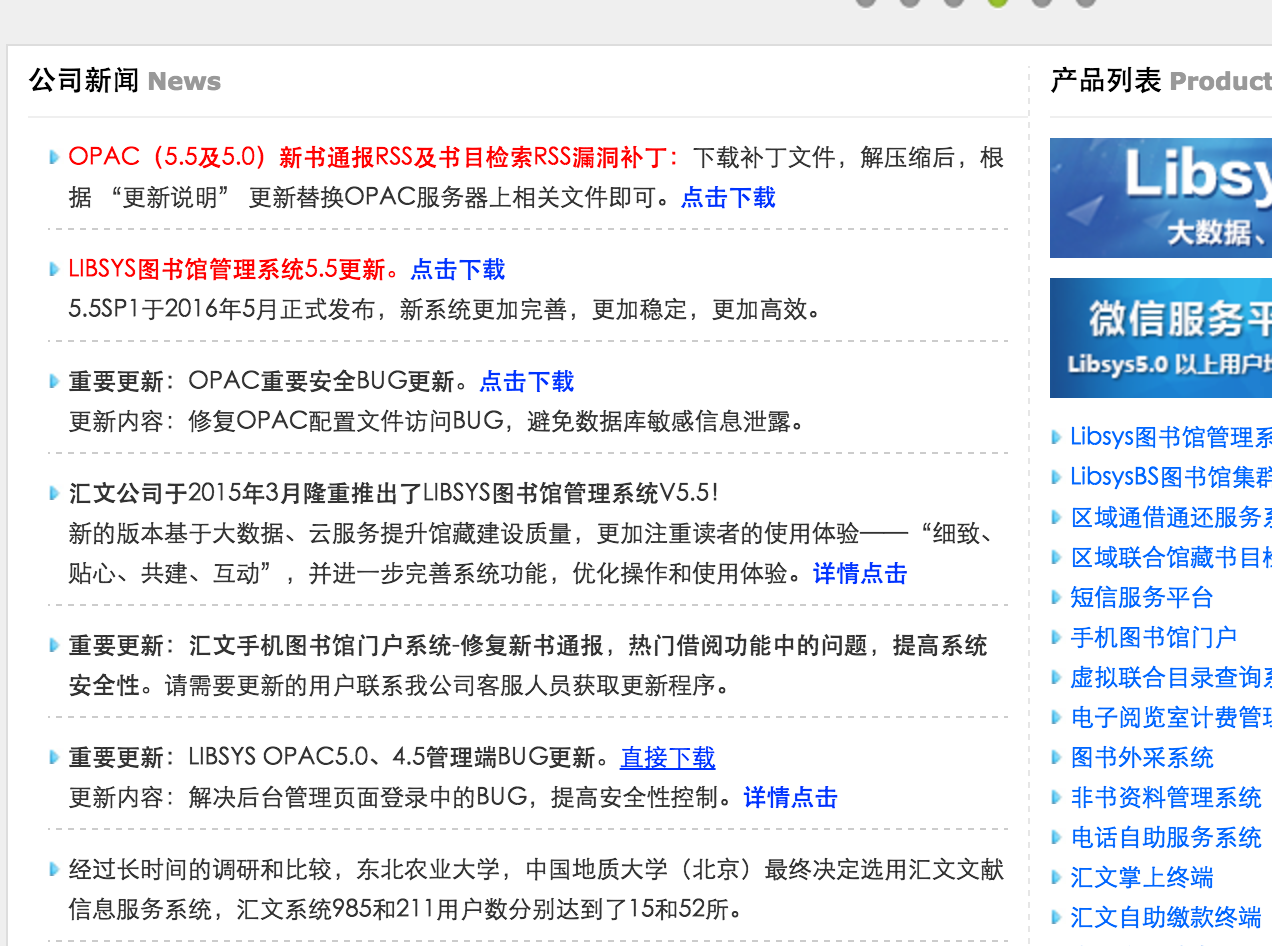 公司新闻 News
OPAC（5.5及5.0）新书通报RSS及书目检索RSS漏洞补丁：下载补丁文件，解压缩后，根
据 “更新说明” 更新替换OPAC服务器上相关文件即可。点击下载
LIBSYS图书馆管理系统5.5更新。点击下载
5.5SP1于2016年5月正式发布，新系统更加完善，更加稳定，更加高效。
重要更新：OPAC重要安全BUG更新。点击下载
更新内容：修复OPAC配置文件访问BUG，避免数据库敏感信息泄露。
汇文公司于2015年3月隆重推出了LIBSYS图书馆管理系统V5.5！
新的版本基于大数据、云服务提升馆藏建设质量，更加注重读者的使用体验——“细致、
贴心、共建、互动”，并进一步完善系统功能，优化操作和使用体验。详情点击
重要更新：汇文手机图书馆门户系统-修复新书通报，热门借阅功能中的问题，提高系统
安全性。请需要更新的用户联系我公司客服人员获取更新程序。
重要更新：LIBSYS OPAC5.0、4.5管理端BUG更新。直接下载
更新内容：解决后台管理页面登录中的BUG，提高安全性控制。详情点击
经过长时间的调研和比较，东北农业大学，中国地质大学（北京）最终决定选用汇文文献
信息服务系统，汇文系统985和211用户数分别达到了15和52所。
产品列表 Product
Libsy
大数据、
微信服务平
Libsys5.0 以上用户
Libsys图书馆管理系
LibsysBS图书馆集群
区域通借通还服务系
区域联合馆藏书目检
短信服务平台
手机图书馆门户
虚拟联合目录查询系
电子阅览室计费管理
图书外采系统
非书资料管理系统
电话自助服务系统
汇文掌上终端
汇文自助缴款终端